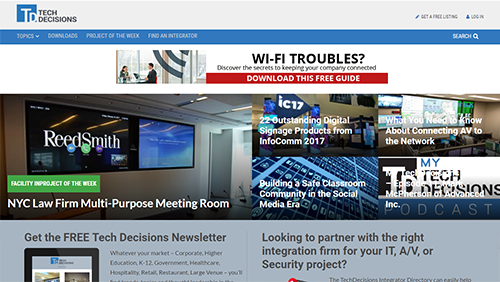 TD TECH
DECISIONS
GET A FREE LISTING LOG IN
TOPICS DOWNLOADS PROJECT OF THE WEEK FIND AN INTEGRATOR SEARCH
WI-FI TROUBLES?
Discover the secrets to keeping your company connected
DOWNLOAD THIS FREE GUIDE
ReedSmith
FACILITY INPROJECT OF THE WEEK
NYC Law Firm Multi-Purpose Meeting Room
ic17
22 Outstanding Digital
Signage Products from
InfoComm 2017
What You Need to Know
About Connecting AV to
the Network
Building a Safe Classroom
Community in the Social
Media Era
MY
TECH
DECISIONS
PODCAST
McPherson of Advanced
Inc.
Get the FREE Tech Decisions Newsletter
Whatever your market – Corporate, Higher
Education, K-12, Government, Healthcare,
Hospitality, Retail, Restaurant, Large Venue – you'll
Looking to partner with the right
integration firm for your IT, A/V, or
Security project?
The TechDecisions Integrator Directory can easily help